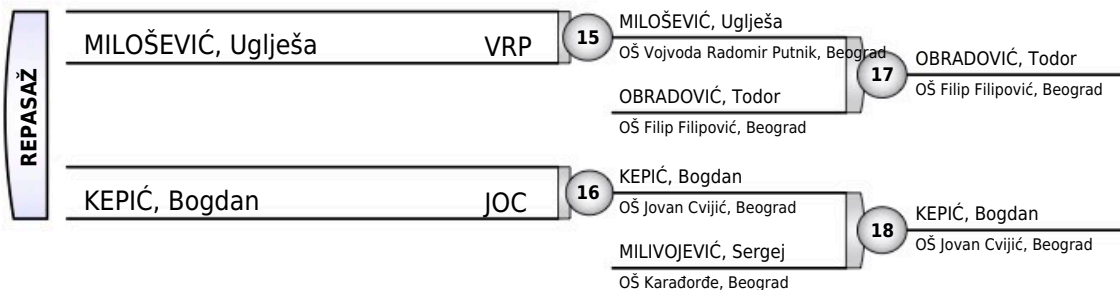 REPASAŽ
MILOŠEVIĆ, Uglješa VRP
15
MILOŠEVIĆ, Uglješa
OŠ Vojvoda Radomir Putnik, Beograd
OBRADOVIĆ, Todor
OŠ Filip Filipović, Beograd
17
OBRADOVIĆ, Todor
OŠ Filip Filipović, Beograd
KEPIĆ, Bogdan JOC
16
KEPIĆ, Bogdan
OŠ Jovan Cvijić, Beograd
MILIVOJEVIĆ, Sergej
OŠ Karađorđe, Beograd
18
KEPIĆ, Bogdan
OŠ Jovan Cvijić, Beograd